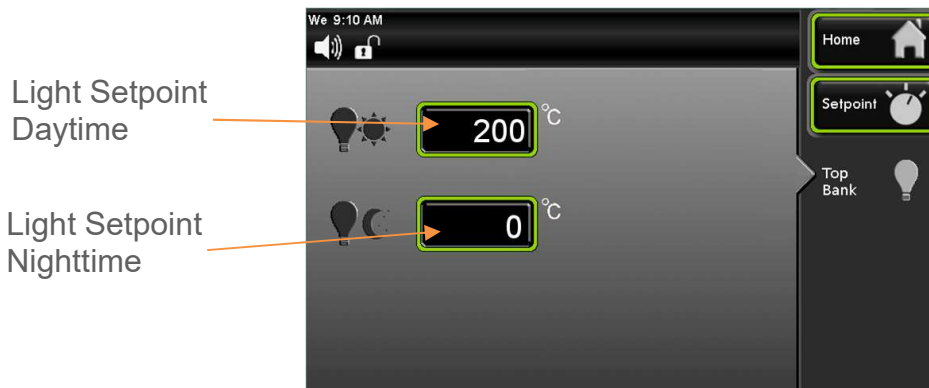 We 9:10 AM
Home
Light Setpoint
Daytime
200 °C
Setpoint
Top
Bank
Light Setpoint
Nighttime
0 °C